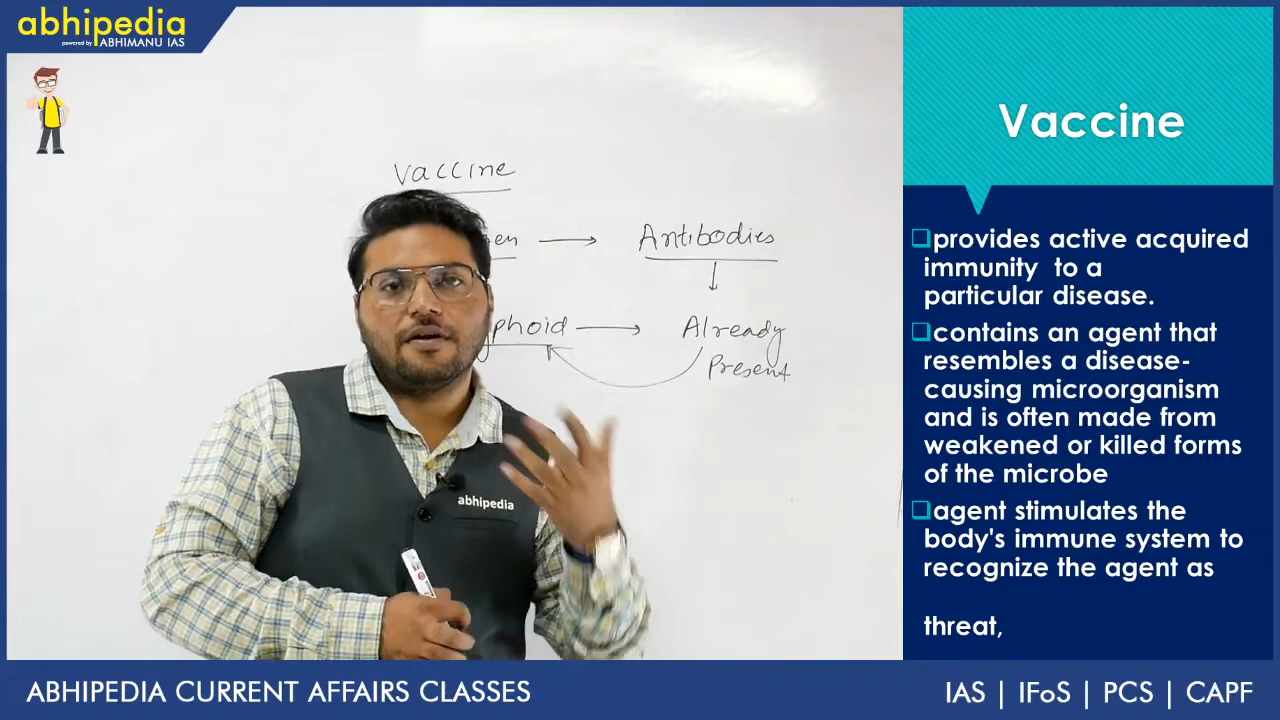 abhipedia
powered by ABHIMANU IAS
Vaccine
Antibodies
Already
Present
abhipedia
Vaccine
provides active acquired
immunity to a
particular disease.
contains an agent that
resembles a disease-
causing microorganism
and is often made from
weakened or killed forms
of the microbe
agent stimulates the
body's immune system to
recognize the agent as
threat,
ABHIPEDIA CURRENT AFFAIRS CLASSES
IAS | IFoS | PCS | CAPF